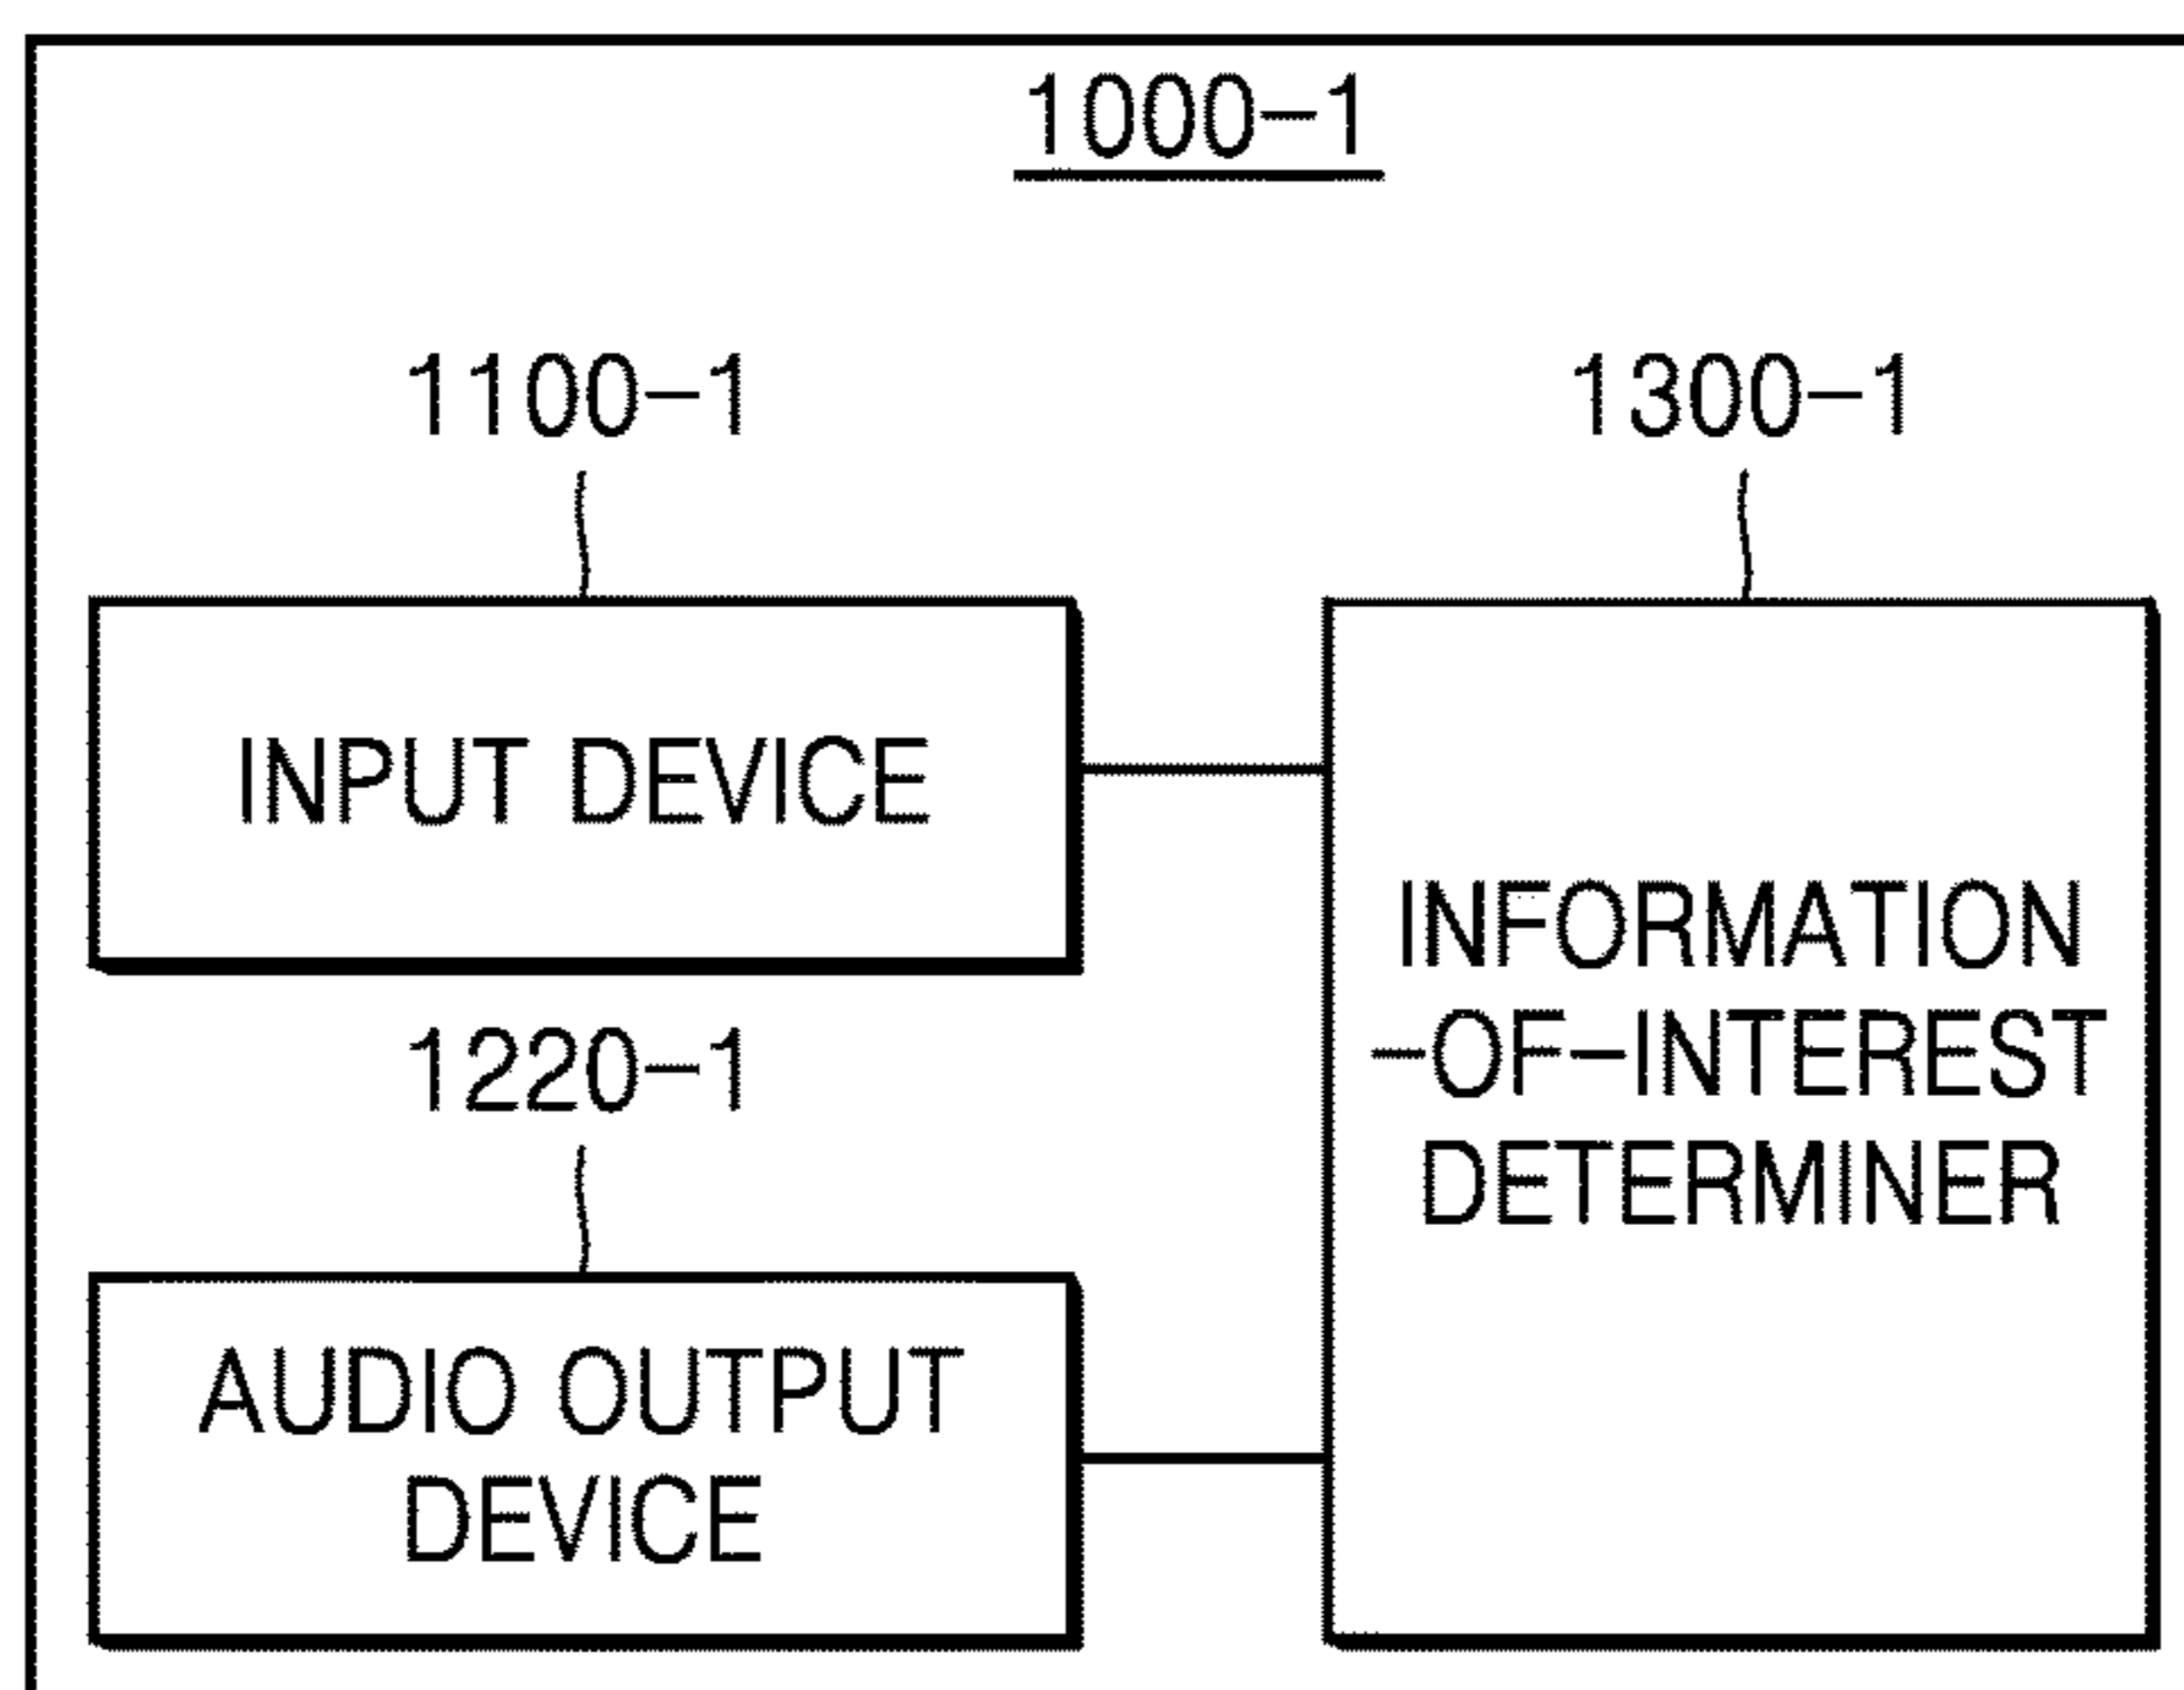 1000-1
1100-1
INPUT DEVICE
1220-1
AUDIO OUTPUT
DEVICE
1300-1
INFORMATION
-OF-INTEREST
DETERMINER